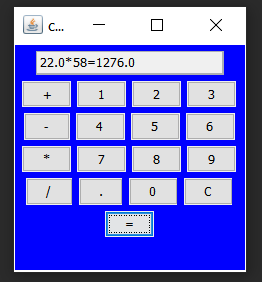 C...
22.0*58=1276.0
+ 1 2 3
- 4 5 6
* 7 8 9
/ . 0 C
=